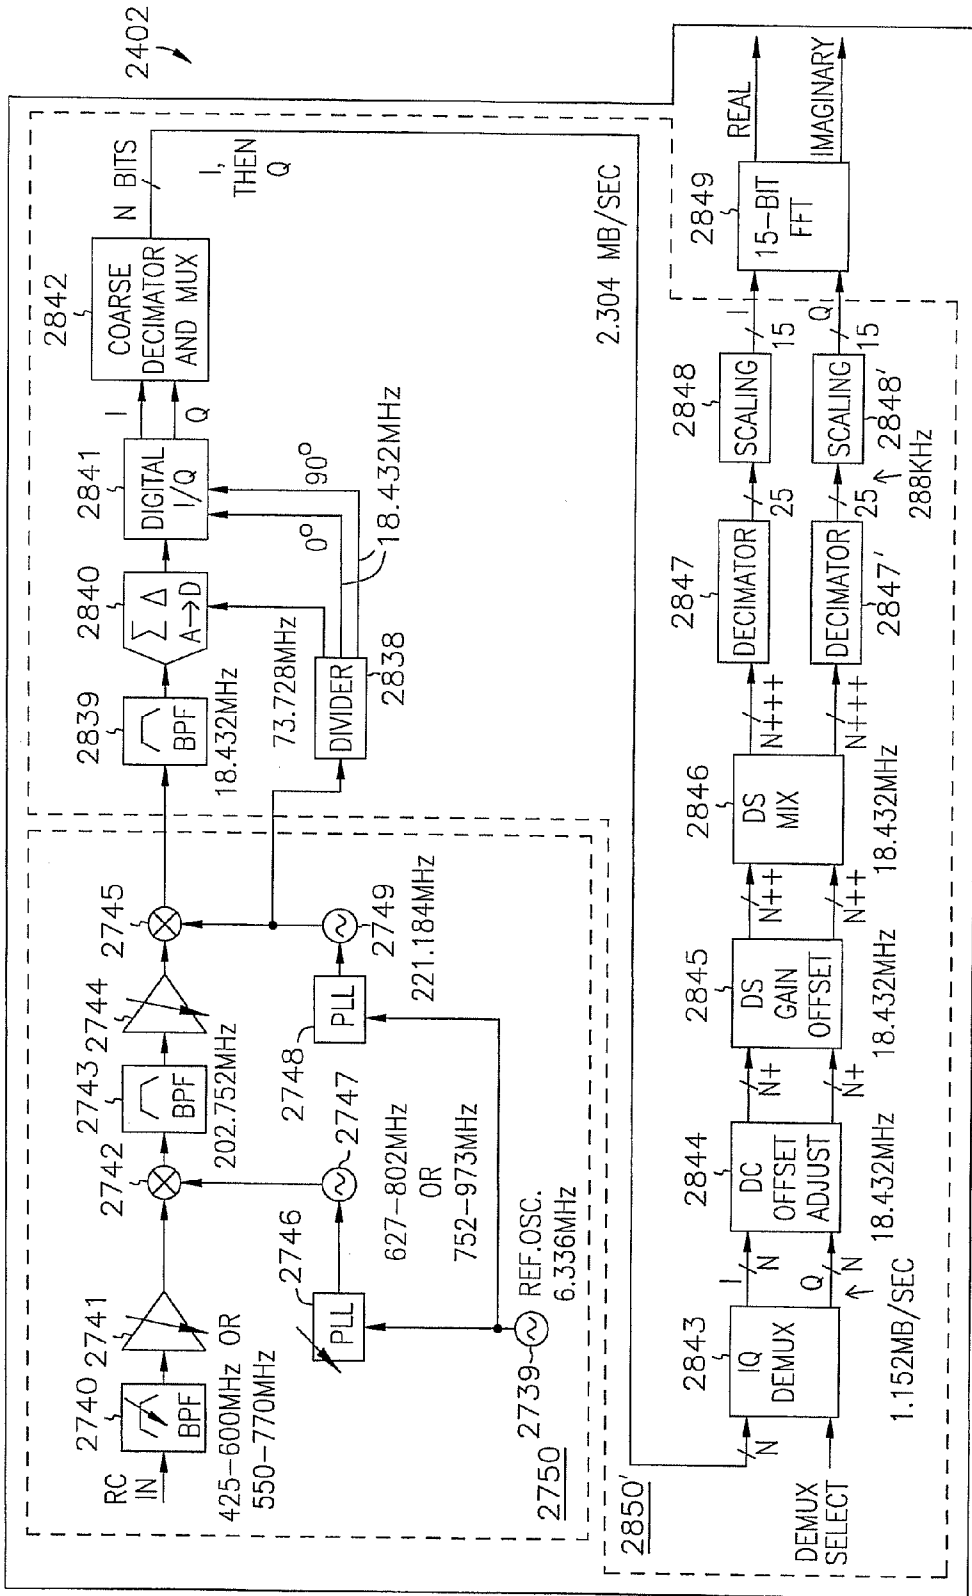 2402
RC
IN
2740
BPF
425-600MHz OR
550-770MHz
2741
2742
2743
BPF
202.752MHz
2744
2745
2746
PLL
2747
627-802MHz
OR
752-973MHz
2748
PLL
2749
221.184MHz
REF.OSC.
6.336MHz
2739
2750
2839
BPF
18.432MHz
2840
Σ Δ
A→D
73.728MHz
DIVIDER
2838
0°
90°
18.432MHz
2841
DIGITAL
I/Q
I
Q
2842
COARSE
DECIMATOR
AND MUX
N BITS
I,
THEN
Q
2.304 MB/SEC
2850'
DEMUX
SELECT
N
2843
IQ
DEMUX
1.152MB/SEC
I
N
Q
N
2844
DC
OFFSET
ADJUST
18.432MHz
N+
N+
2845
DS
GAIN
OFFSET
18.432MHz
N++
N++
2846
DS
MIX
18.432MHz
N+++
N+++
2847
DECIMATOR
DECIMATOR
2847'
25
25
288KHz
2848
SCALING
SCALING
2848'
I
15
Q
15
2849
15-BIT
FFT
REAL
IMAGINARY